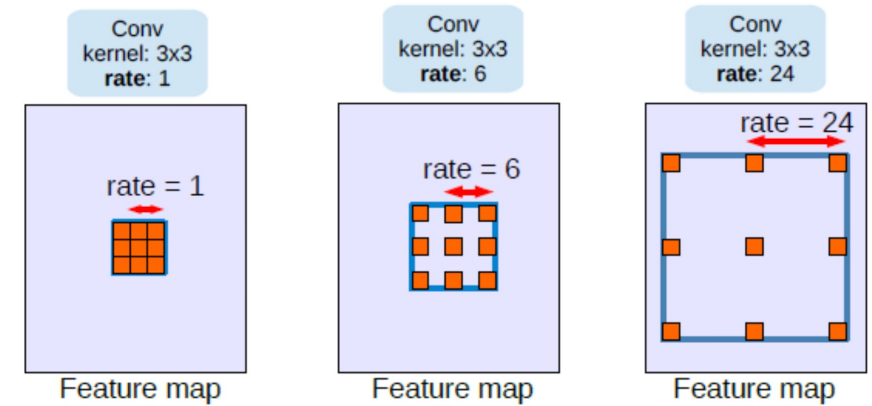 Conv
kernel: 3x3
rate: 1
Conv
kernel: 3x3
rate: 6
Conv
kernel: 3x3
rate: 24
rate = 1
rate = 6
rate = 24
Feature map
Feature map
Feature map